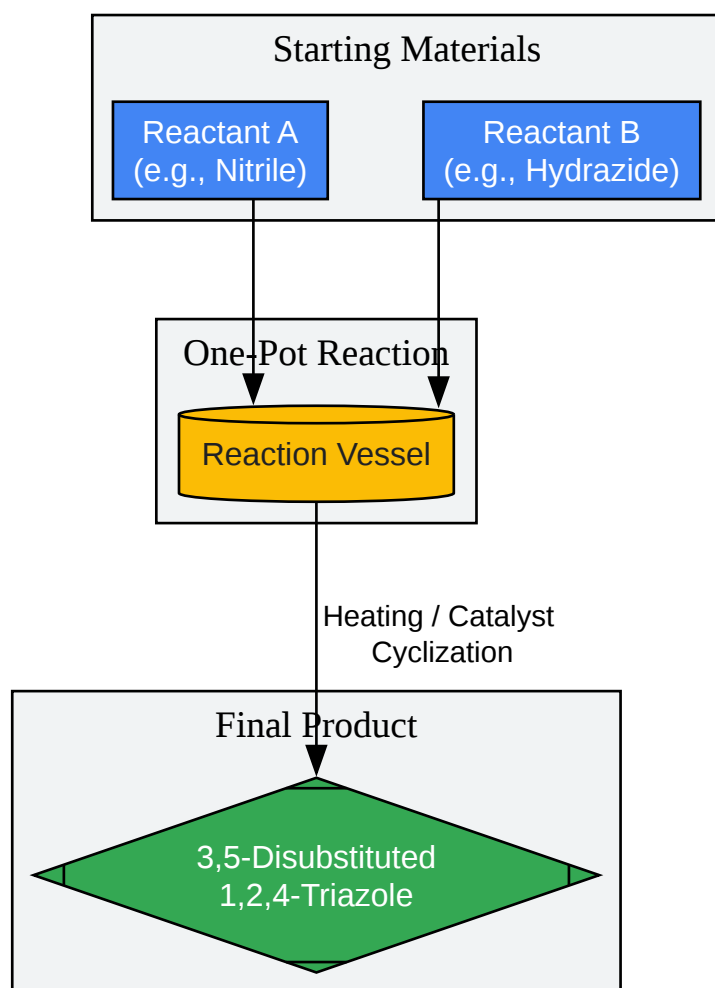 Starting Materials
Reactant A
(e.g., Nitrile)
Reactant B
(e.g., Hydrazide)
One-Pot Reaction
Reaction Vessel
Heating / Catalyst
Cyclization
Final Product
3,5-Disubstituted
1,2,4-Triazole